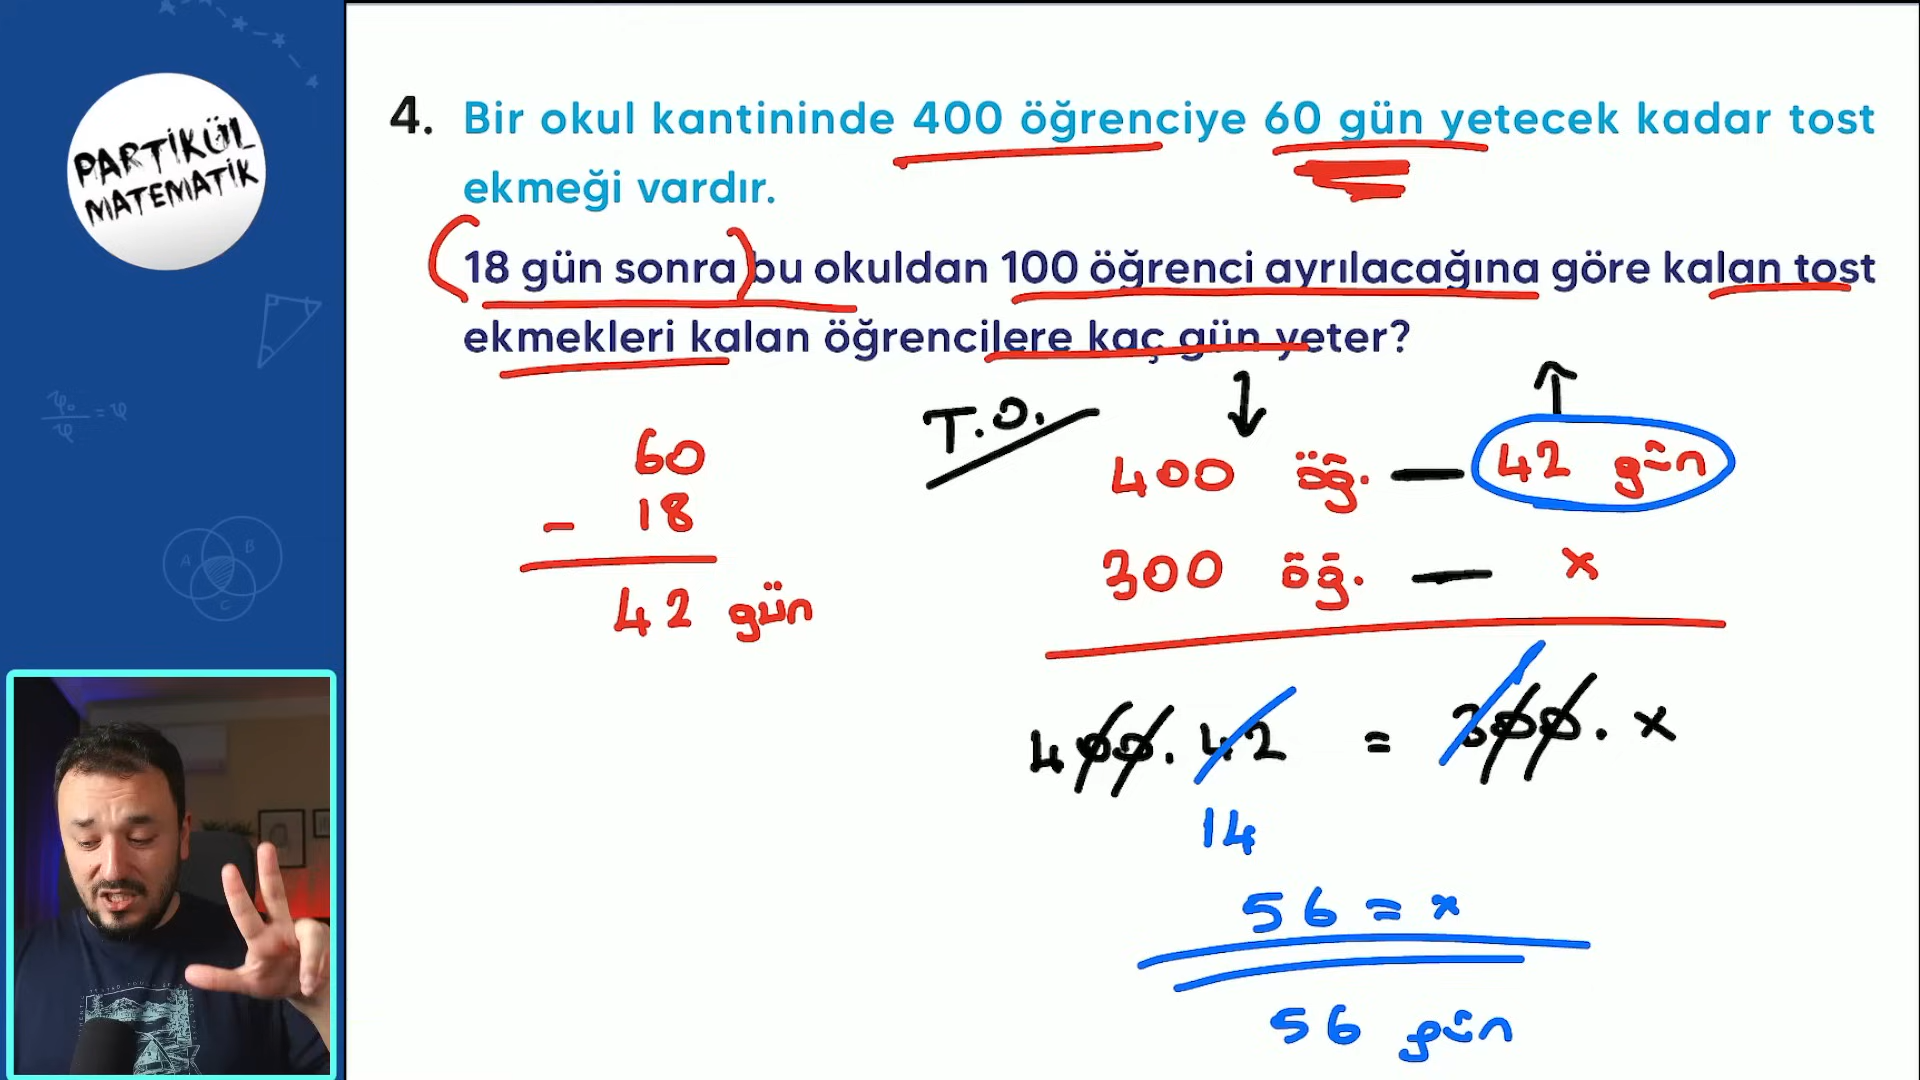 PARTİKÜL
MATEMATİK
4. Bir okul kantininde 400 öğrenciye 60 gün yetecek kadar tost
ekmeği vardır.
18 gün sonra bu okuldan 100 öğrenci ayrılacağına göre kalan tost
ekmekleri kalan öğrencilere kaç gün yeter?
60
- 18
42 gün
T.O.
400 öğ. — 42 gün
300 öğ. — x
400 . 42 = 300 . x
14
56 = x
56 gün
A B
C